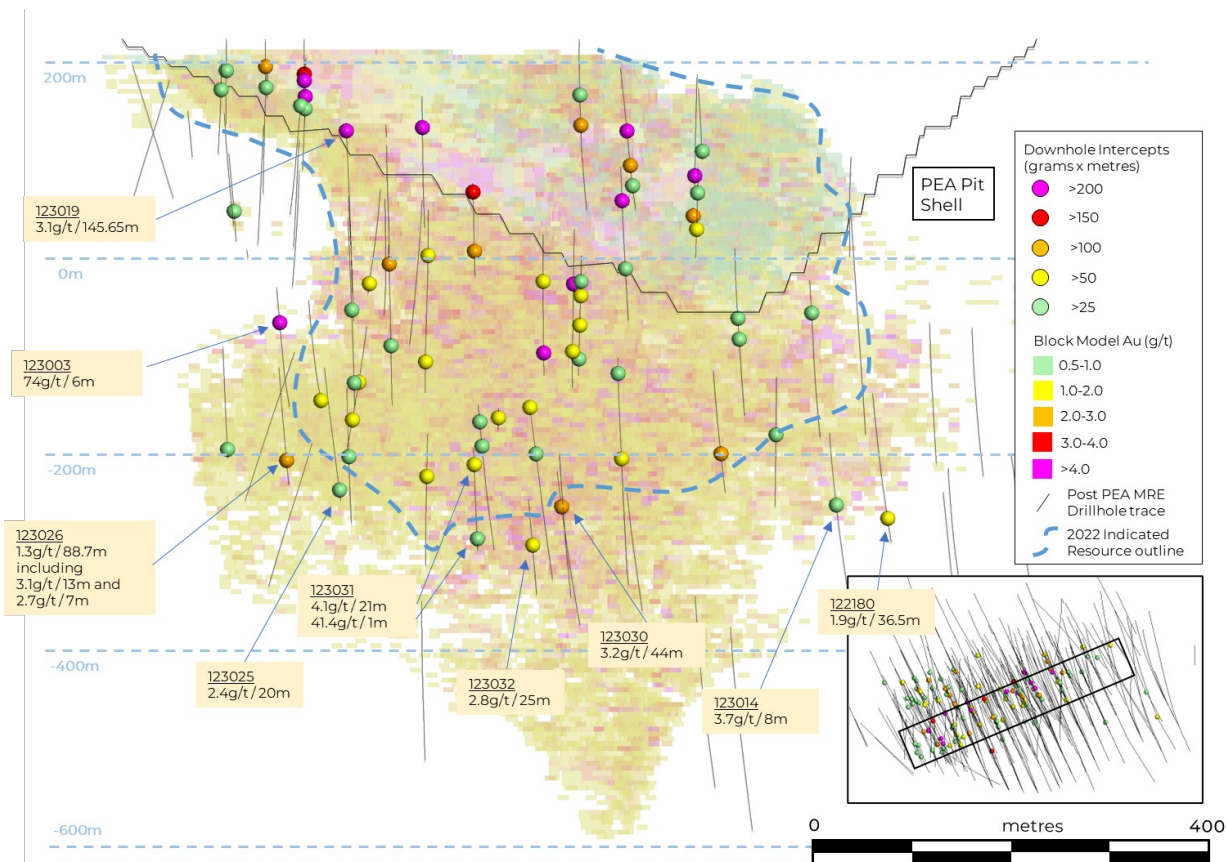 200m
0m
-200m
-400m
-600m
123019
3.1g/t/145.65m
123003
74g/t/6m
123026
1.3g/t/88.7m
including
3.1g/t/13m and
2.7g/t/7m
123025
2.4g/t/20m
123031
4.1g/t/21m
41.4g/t/1m
123032
2.8g/t/25m
123030
3.2g/t/44m
123014
3.7g/t/8m
122180
1.9g/t/36.5m
PEA Pit
Shell
Downhole Intercepts
(grams x metres)
>200
>150
>100
>50
>25
Block Model Au (g/t)
0.5-1.0
1.0-2.0
2.0-3.0
3.0-4.0
>4.0
Post PEA MRE
Drillhole trace
2022 Indicated
Resource outline
0 metres 400